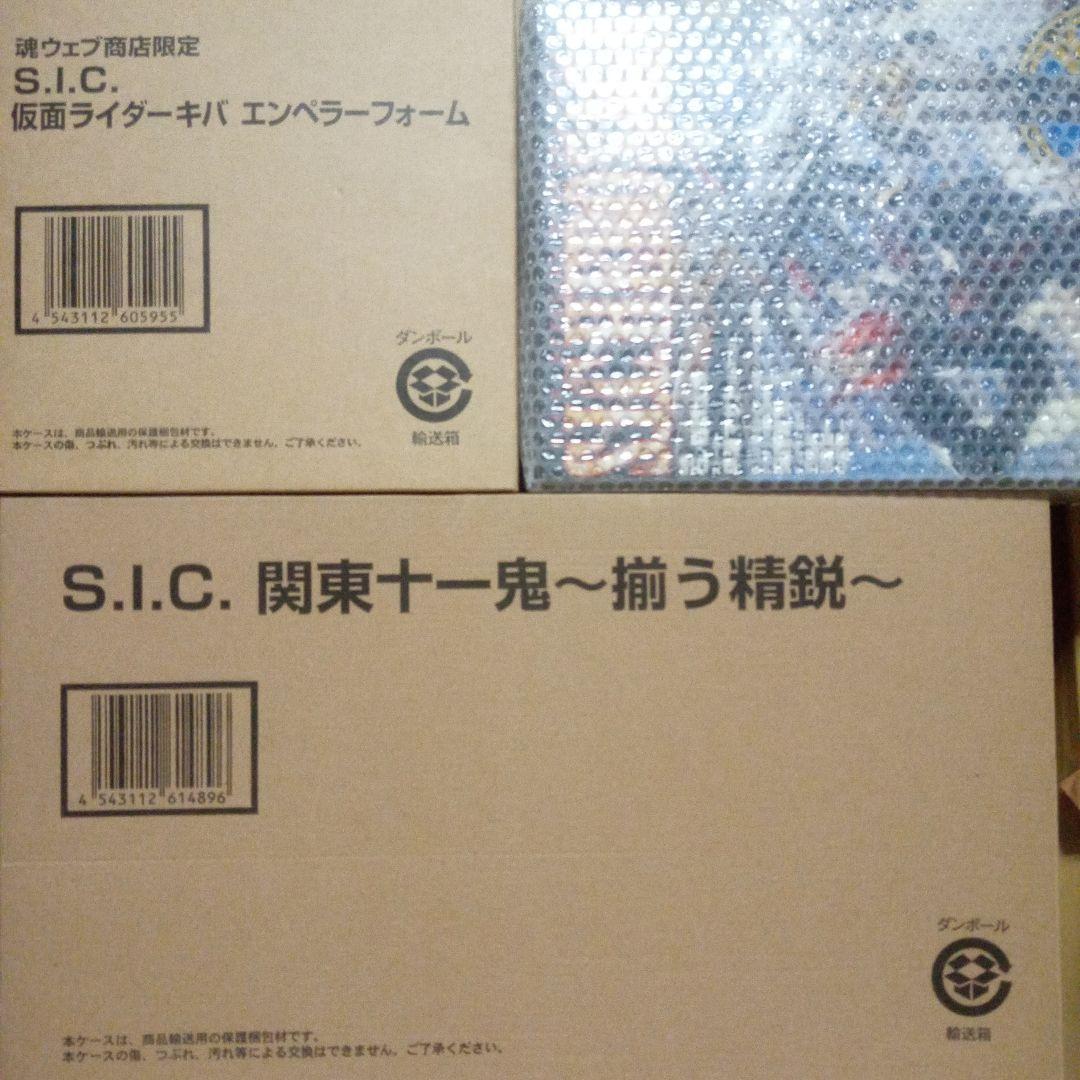 魂ウェブ商店限定
S.I.C.
仮面ライダーキバ エンペラーフォーム
4 543112 605955
ダンボール
輸送箱
本ケースは、商品輸送用の保護梱包材です。
本ケースの傷、つぶれ、汚れ等による交換はできません。ご了承ください。
S.I.C. 関東十一鬼〜揃う精鋭〜
4 543112 614896
ダンボール
輸送箱
本ケースは、商品輸送用の保護梱包材です。
本ケースの傷、つぶれ、汚れ等による交換はできません。ご了承ください。